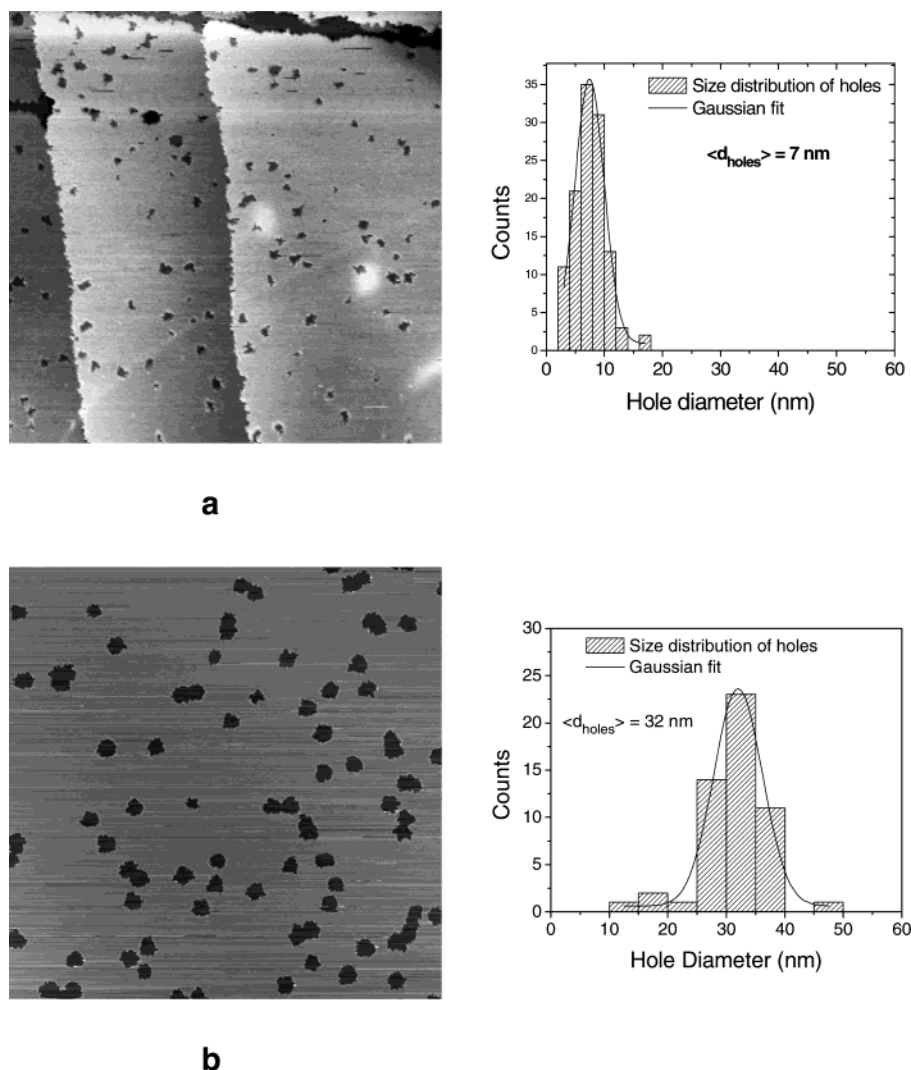 35
30
25
20
15
10
5
0
Counts
Size distribution of holes
Gaussian fit
<d_holes> = 7 nm
0 10 20 30 40 50 60
Hole diameter (nm)
a
30
25
20
15
10
5
0
Counts
Size distribution of holes
Gaussian fit
<d_holes> = 32 nm
0 10 20 30 40 50 60
Hole Diameter (nm)
b